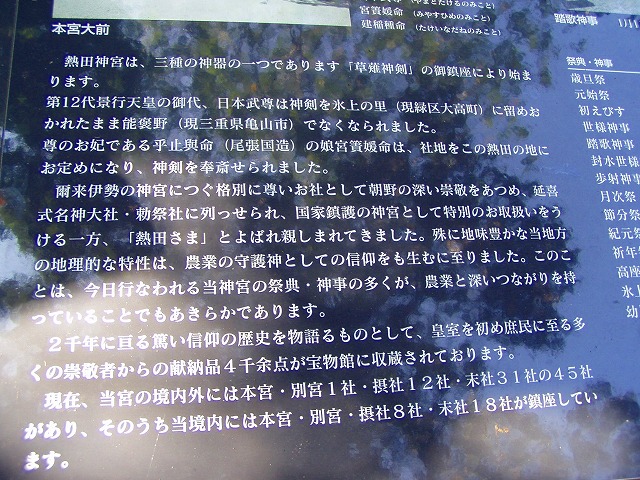 宮簀媛命（みやすひめのみこと）
建稲種命（たけいなだねのみこと）
本宮大前
熱田神宮は、三種の神器の一つであります「草薙神剣」の御鎮座により始ま
ります。
第12代景行天皇の御代、日本武尊は神剣を氷上の里（現緑区大高町）に留めお
かれたまま能褒野（現三重県亀山市）でなくなられました。
尊のお妃である乎止與命（尾張国造）の娘宮簀媛命は、社地をこの熱田の地に
お定めになり、神剣を奉斎せられました。
爾来伊勢の神宮につぐ格別に尊いお社として朝野の深い崇敬をあつめ、延喜
式名神大社・勅祭社に列っせられ、国家鎮護の神宮として特別のお取扱いをう
ける一方、「熱田さま」とよばれ親しまれてきました。殊に地味豊かな当地方
の地理的な特性は、農業の守護神としての信仰をも生むに至りました。このこ
とは、今日行なわれる当神宮の祭典・神事の多くが、農業と深いつながりを持
っていることでもあきらかであります。
２千年に亘る篤い信仰の歴史を物語るものとして、皇室を初め庶民に至る多
くの崇敬者からの献納品４千余点が宝物館に収蔵されております。
現在、当宮の境内外には本宮・別宮１社・摂社１２社・末社３１社の４５社
があり、そのうち当境内には本宮・別宮・摂社８社・末社１８社が鎮座してい
ます。
踏歌神事
祭典・神事
歳旦祭
元始祭
初えびす
世様神事
踏歌神事
封水世様
歩射神事
月次祭
節分祭
紀元祭
祈年
高座
氷上
幼